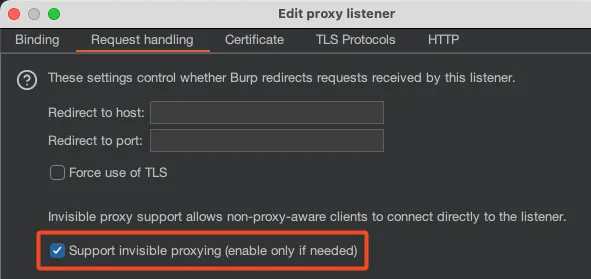 Edit proxy listener
Binding Request handling Certificate TLS Protocols HTTP
? These settings control whether Burp redirects requests received by this listener.
Redirect to host:
Redirect to port:
Force use of TLS
Invisible proxy support allows non-proxy-aware clients to connect directly to the listener.
Support invisible proxying (enable only if needed)